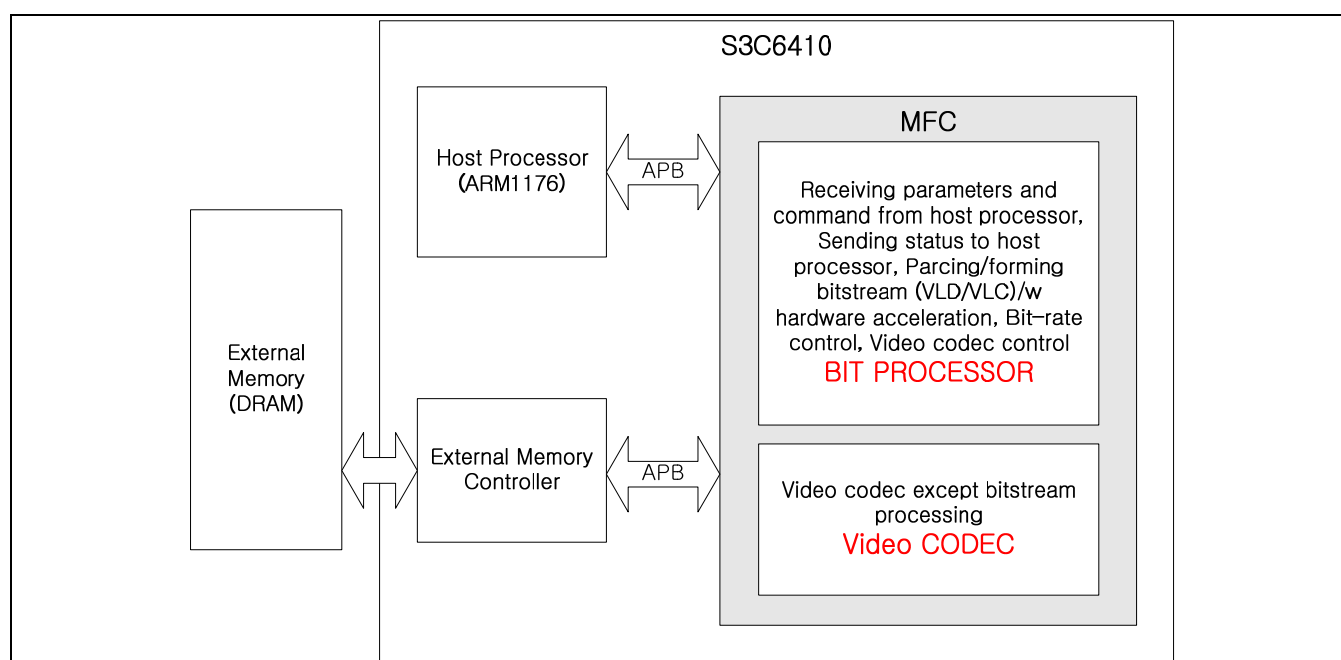 S3C6410
Host Processor
(ARM1176)
APB
MFC
Receiving parameters and
command from host processor,
Sending status to host
processor, Parcing/forming
bitstream (VLD/VLC)/w
hardware acceleration, Bit-rate
control, Video codec control
BIT PROCESSOR
External
Memory
(DRAM)
External Memory
Controller
APB
Video codec except bitstream
processing
Video CODEC